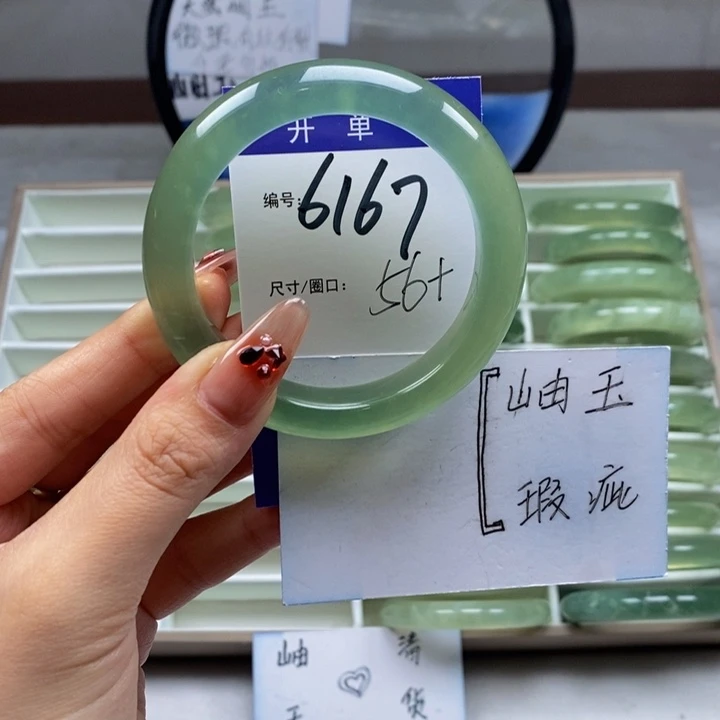 开单
编号：6167
尺寸/圈口：56+
岫玉
瑕疵
岫 ♡ 清
玉 货